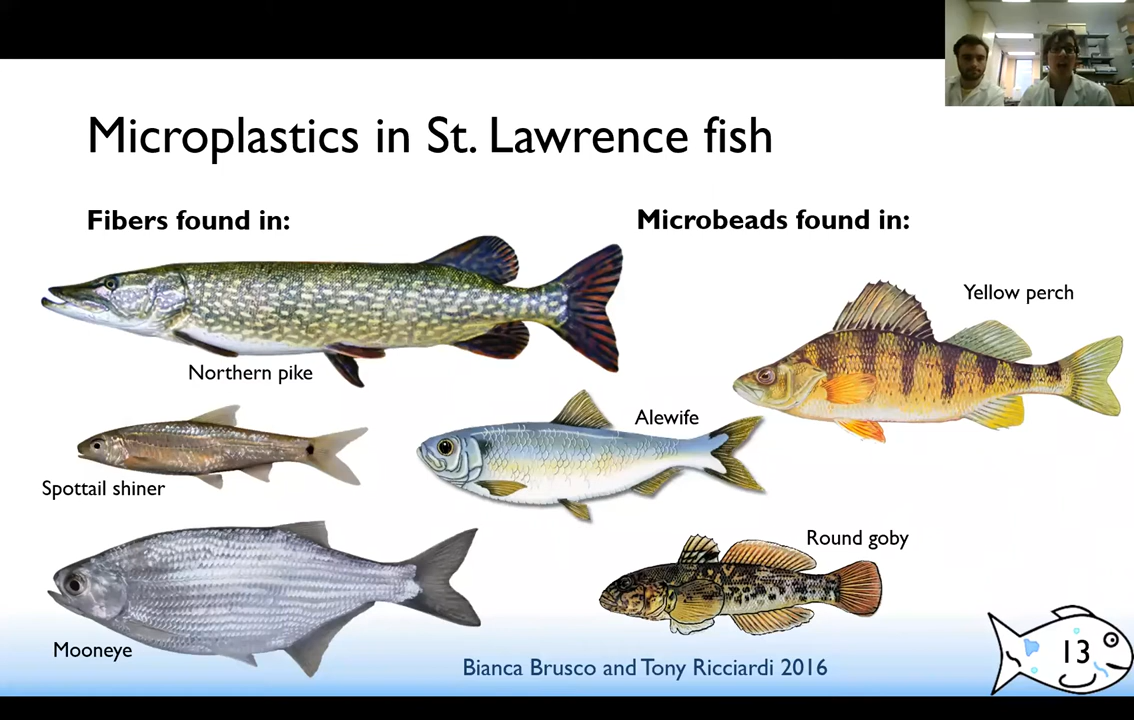 Microplastics in St. Lawrence fish
Fibers found in:
Microbeads found in:
Yellow perch
Northern pike
Alewife
Spottail shiner
Round goby
Mooneye
Bianca Brusco and Tony Ricciardi 2016
13